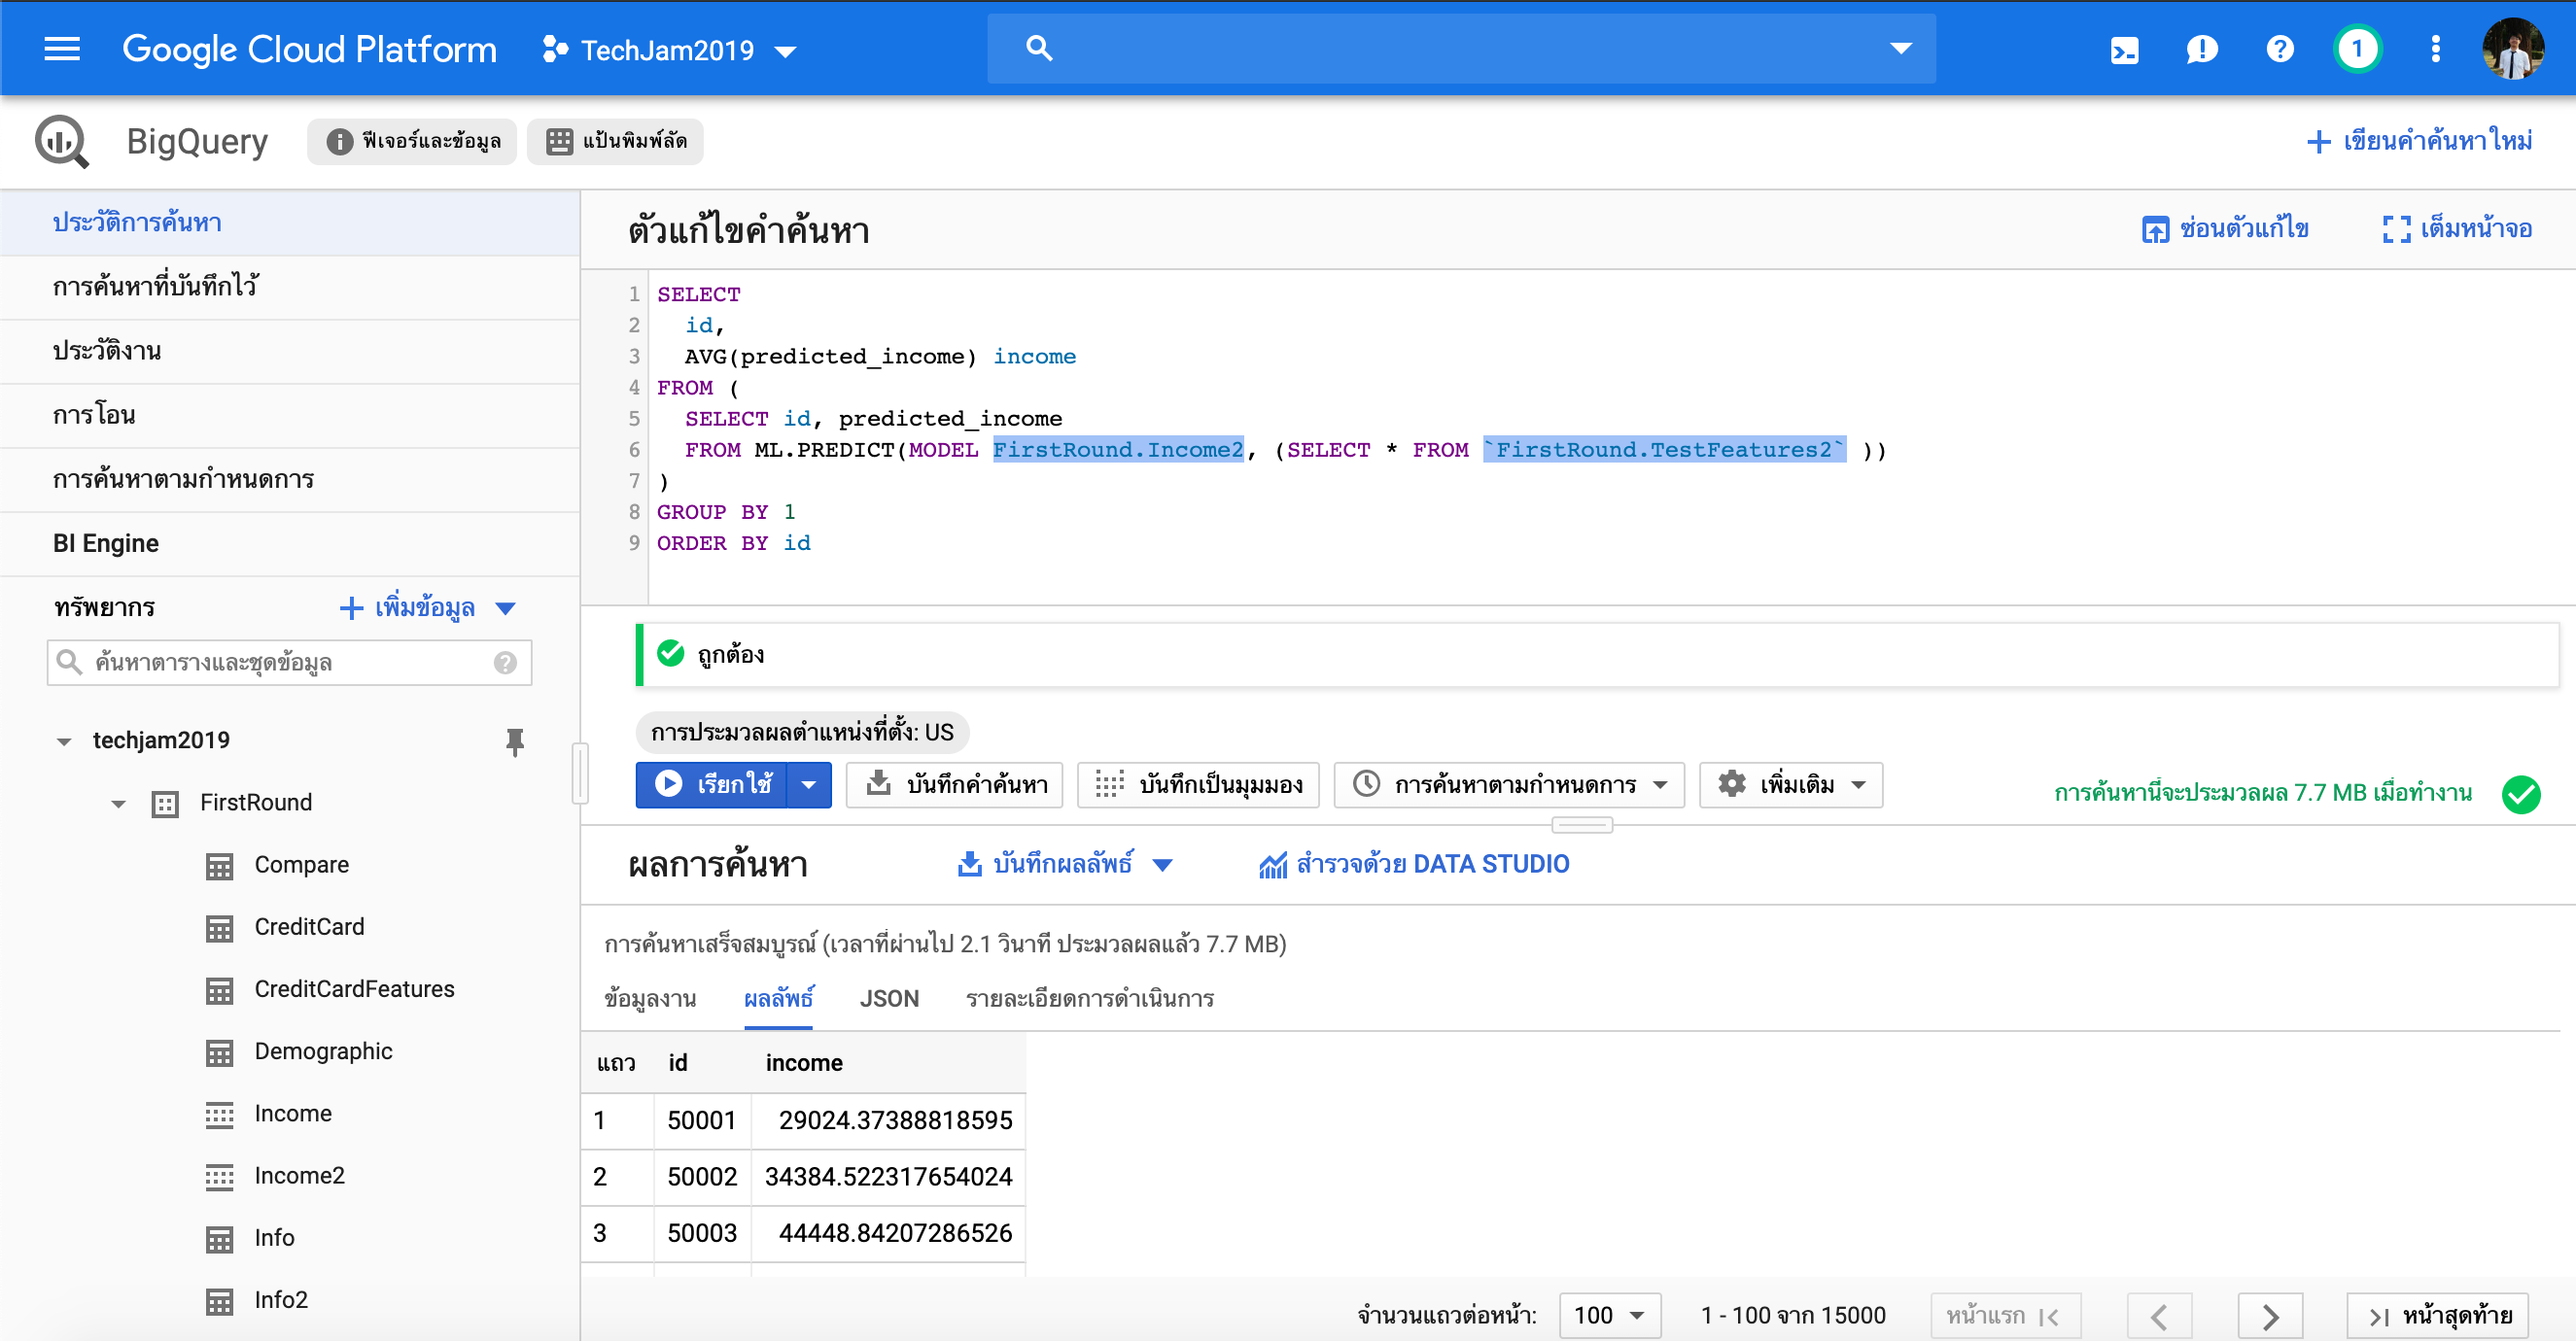 Google Cloud Platform TechJam2019 1
BigQuery ฟีเจอร์และข้อมูล แป้นพิมพ์ลัด เขียนคำค้นหาใหม่
ประวัติการค้นหา
การค้นหาที่บันทึกไว้
ประวัติงาน
การโอน
การค้นหาตามกำหนดการ
BI Engine
ทรัพยากร เพิ่มข้อมูล
ค้นหาตารางและชุดข้อมูล
techjam2019
FirstRound
Compare
CreditCard
CreditCardFeatures
Demographic
Income
Income2
Info
Info2
ตัวแก้ไขคำค้นหา ซ่อนตัวแก้ไข เต็มหน้าจอ
1 SELECT
2 id,
3 AVG(predicted_income) income
4 FROM (
5 SELECT id, predicted_income
6 FROM ML.PREDICT(MODEL FirstRound.Income2, (SELECT * FROM `FirstRound.TestFeatures2` ))
7 )
8 GROUP BY 1
9 ORDER BY id
ถูกต้อง
การประมวลผลตำแหน่งที่ตั้ง: US
เรียกใช้ บันทึกคำค้นหา บันทึกเป็นมุมมอง การค้นหาตามกำหนดการ เพิ่มเติม การค้นหานี้จะประมวลผล 7.7 MB เมื่อทำงาน
ผลการค้นหา บันทึกผลลัพธ์ สำรวจด้วย DATA STUDIO
การค้นหาเสร็จสมบูรณ์ (เวลาที่ผ่านไป 2.1 วินาที ประมวลผลแล้ว 7.7 MB)
ข้อมูลงาน ผลลัพธ์ JSON รายละเอียดการดำเนินการ
แถว id income
1 50001 29024.37388818595
2 50002 34384.522317654024
3 50003 44448.84207286526
จำนวนแถวต่อหน้า: 100 1 - 100 จาก 15000 หน้าแรก หน้าสุดท้าย